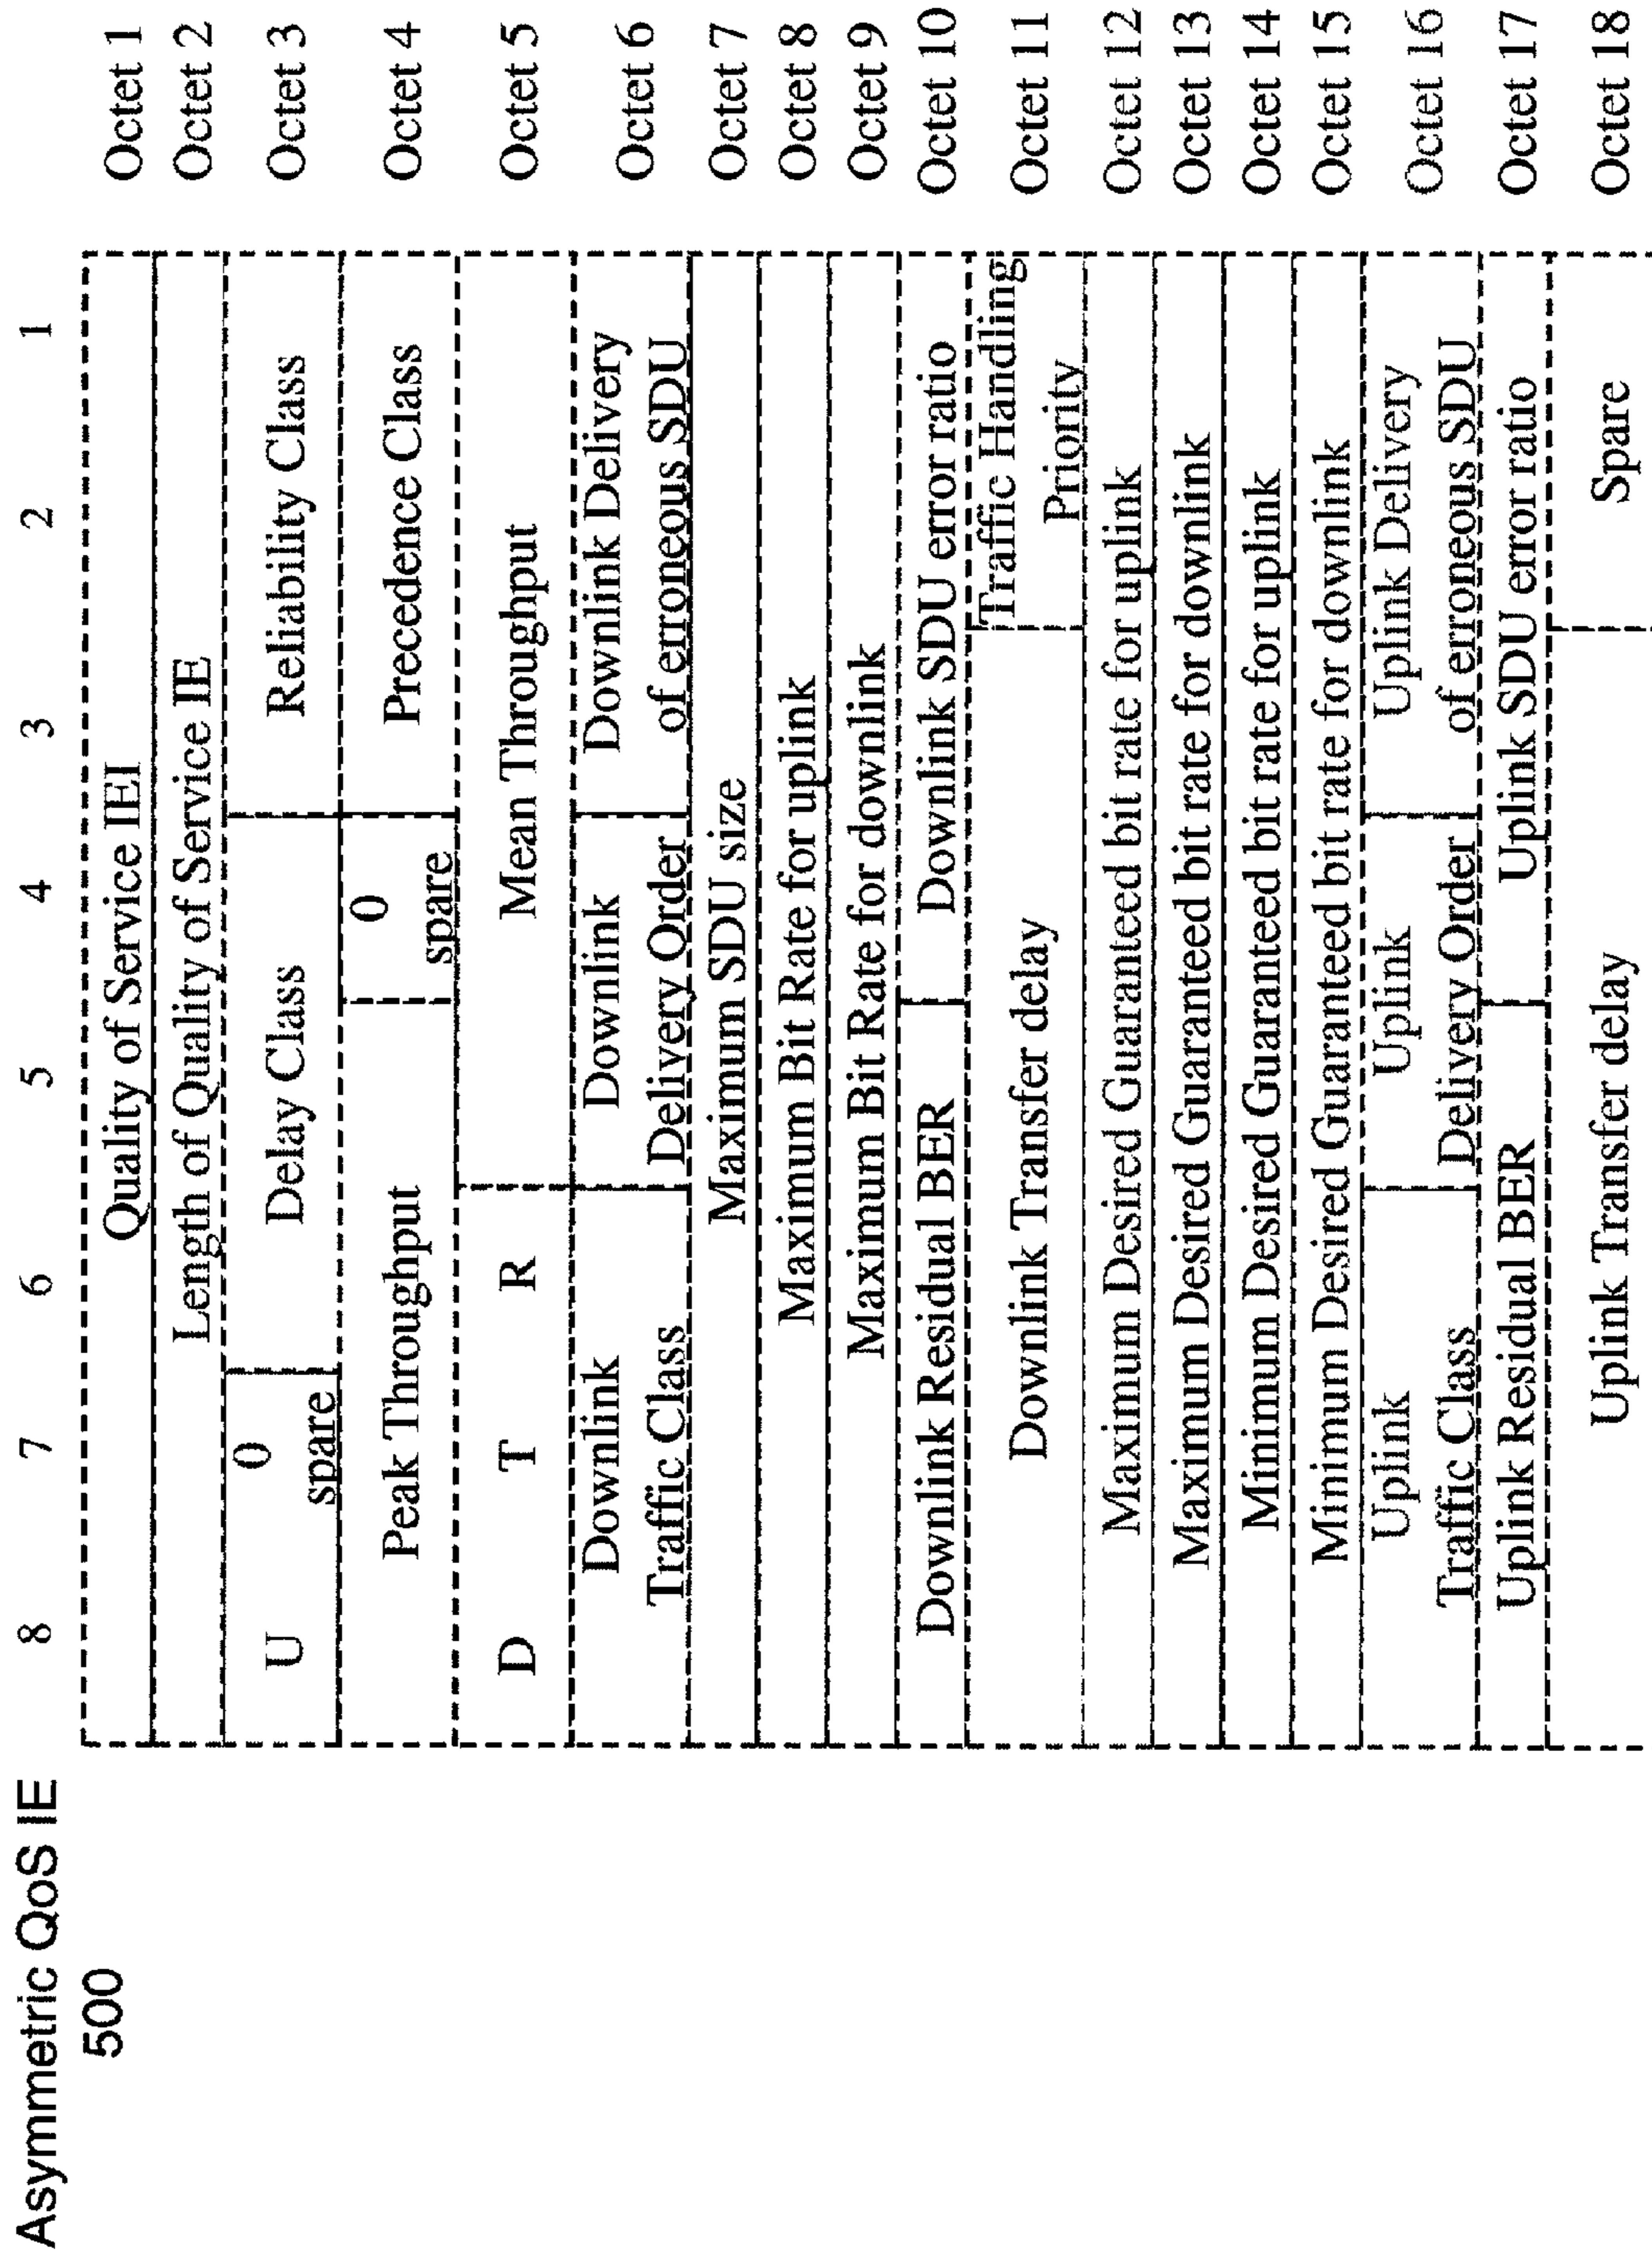 Asymmetric QoS IE
500
8 7 6 5 4 3 2 1
Quality of Service IEI Octet 1
Length of Quality of Service IE Octet 2
U 0 spare Delay Class Reliability Class Octet 3
Peak Throughput 0 spare Precedence Class Octet 4
D T R Mean Throughput Octet 5
Downlink Traffic Class Downlink Delivery Order Downlink Delivery of erroneous SDU Octet 6
Maximum SDU size Octet 7
Maximum Bit Rate for uplink Octet 8
Maximum Bit Rate for downlink Octet 9
Downlink Residual BER Downlink SDU error ratio Octet 10
Downlink Transfer delay Traffic Handling Priority Octet 11
Maximum Desired Guaranteed bit rate for uplink Octet 12
Maximum Desired Guaranteed bit rate for downlink Octet 13
Minimum Desired Guaranteed bit rate for uplink Octet 14
Minimum Desired Guaranteed bit rate for downlink Octet 15
Uplink Traffic Class Uplink Delivery Order Uplink Delivery of erroneous SDU Octet 16
Uplink Residual BER Uplink SDU error ratio Octet 17
Uplink Transfer delay Spare Octet 18